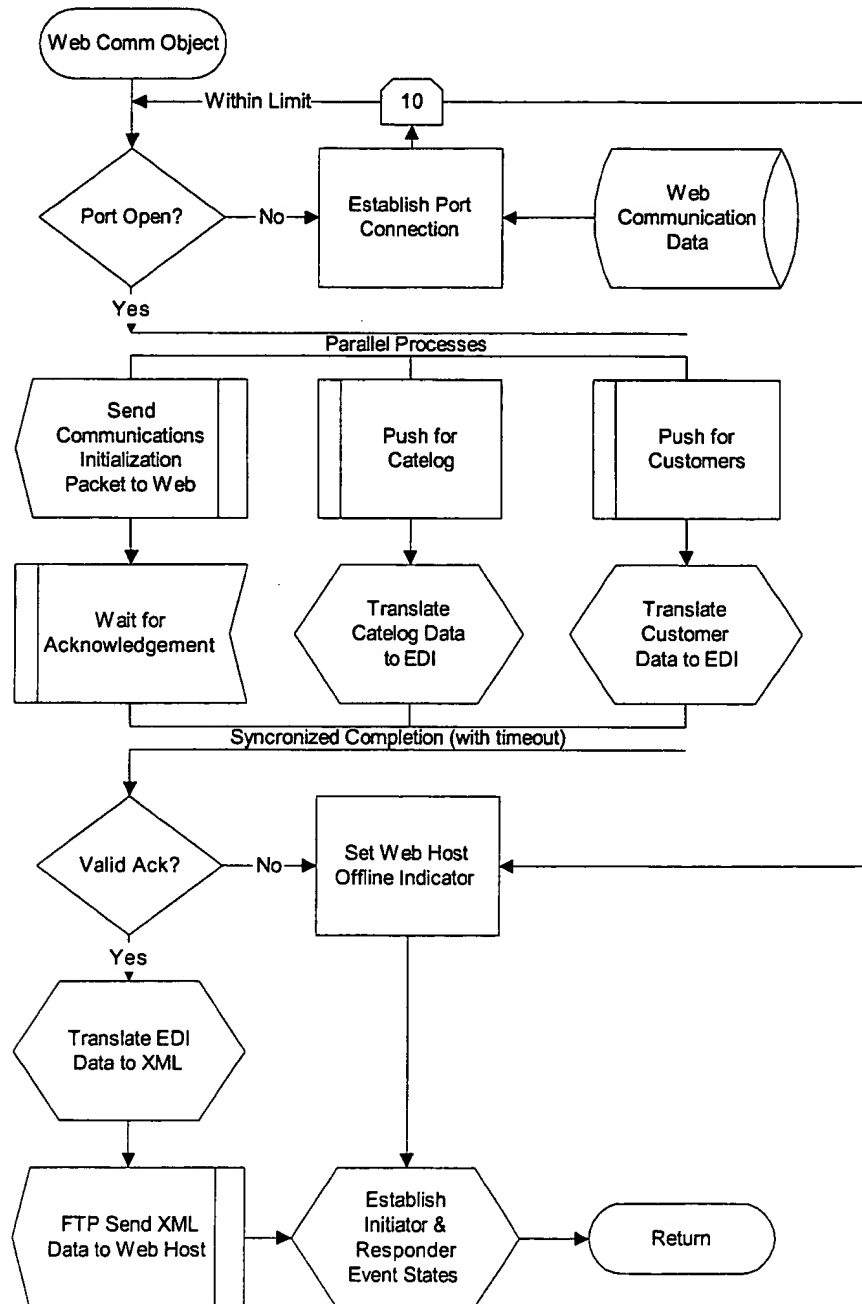 Web Comm Object
Within Limit
10
Port Open?
No
Establish Port
Connection
Web
Communication
Data
Yes
Parallel Processes
Send
Communications
Initialization
Packet to Web
Push for
Catelog
Push for
Customers
Wait for
Acknowledgement
Translate
Catelog Data
to EDI
Translate
Customer
Data to EDI
Syncronized Completion (with timeout)
Valid Ack?
No
Set Web Host
Offline Indicator
Yes
Translate EDI
Data to XML
FTP Send XML
Data to Web Host
Establish
Initiator &
Responder
Event States
Return